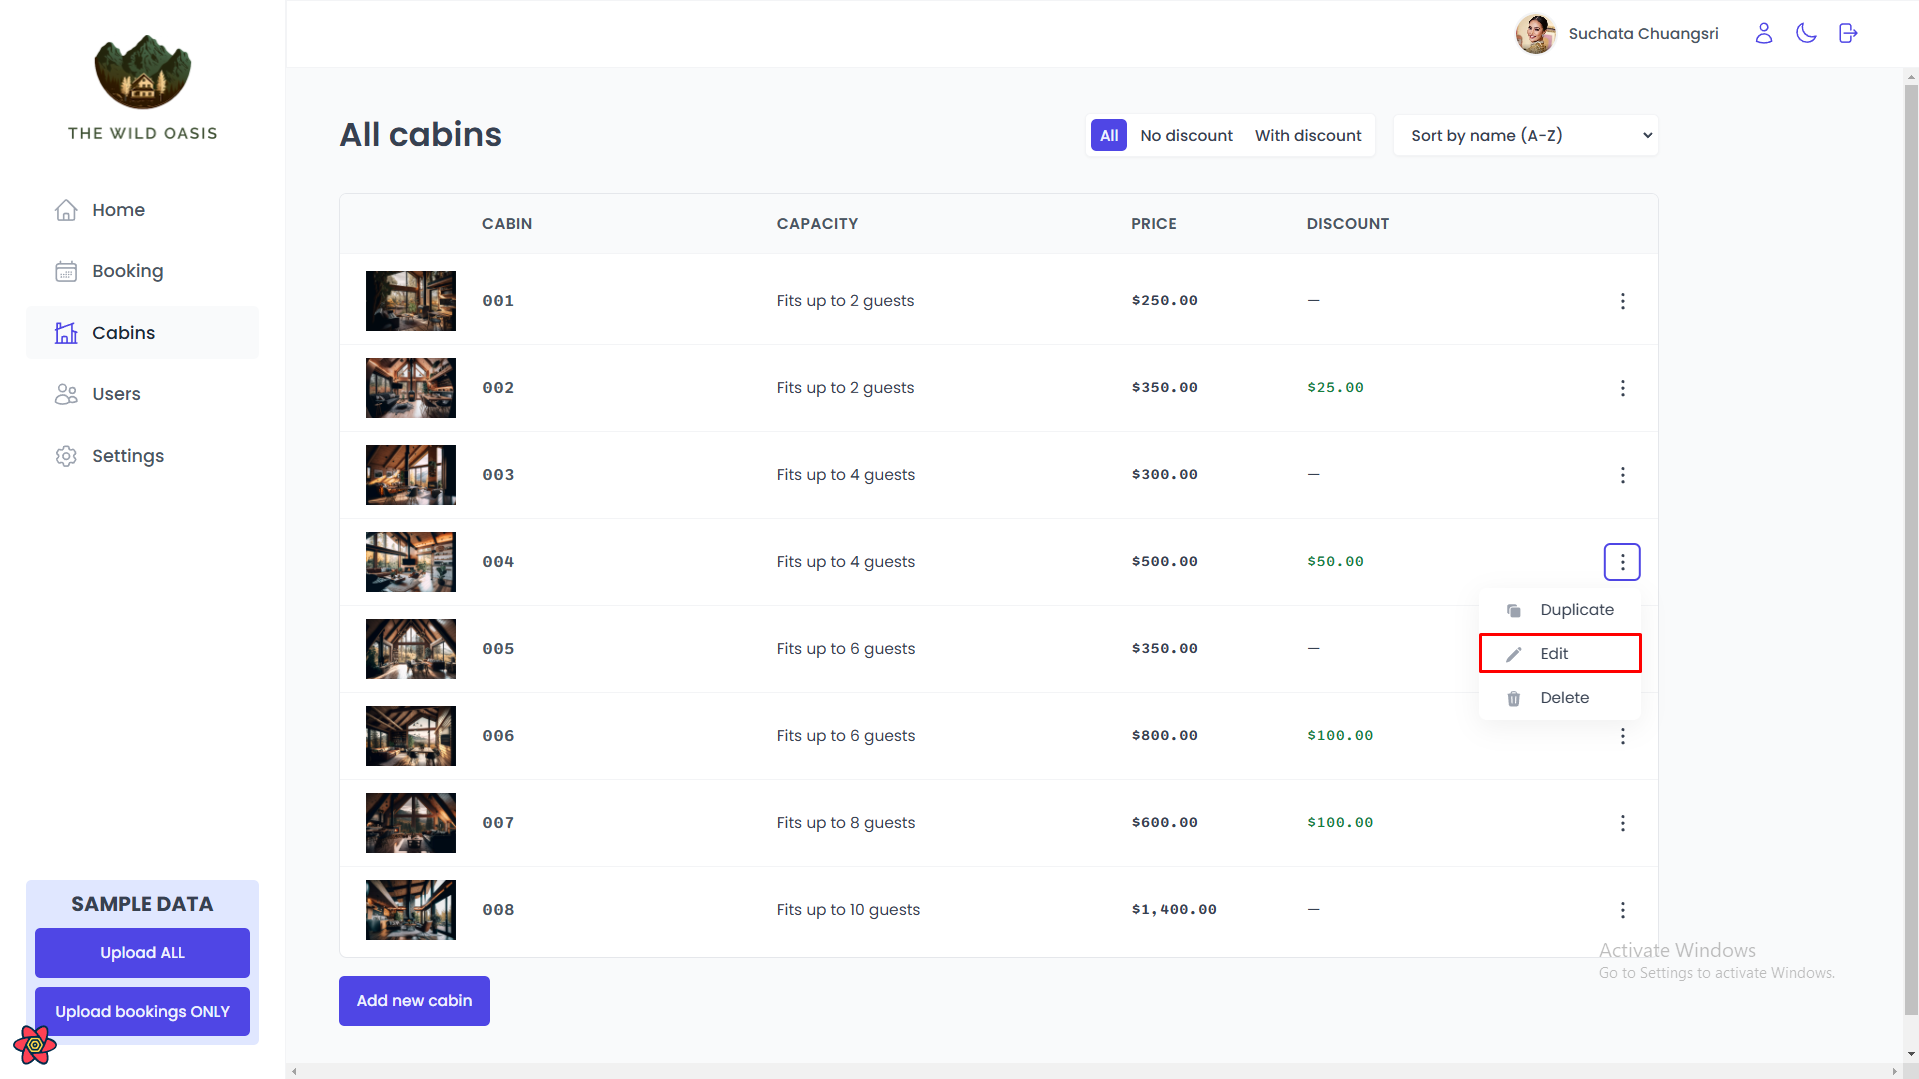 THE WILD OASIS
Home
Booking
Cabins
Users
Settings
SAMPLE DATA
Upload ALL
Upload bookings ONLY
Suchata Chuangsri
All cabins
All No discount With discount
Sort by name (A-Z)
CABIN CAPACITY PRICE DISCOUNT
001 Fits up to 2 guests $250.00 —
002 Fits up to 2 guests $350.00 $25.00
003 Fits up to 4 guests $300.00 —
004 Fits up to 4 guests $500.00 $50.00
Duplicate
Edit
Delete
005 Fits up to 6 guests $350.00 —
006 Fits up to 6 guests $800.00 $100.00
007 Fits up to 8 guests $600.00 $100.00
008 Fits up to 10 guests $1,400.00 —
Add new cabin
Activate Windows
Go to Settings to activate Windows.